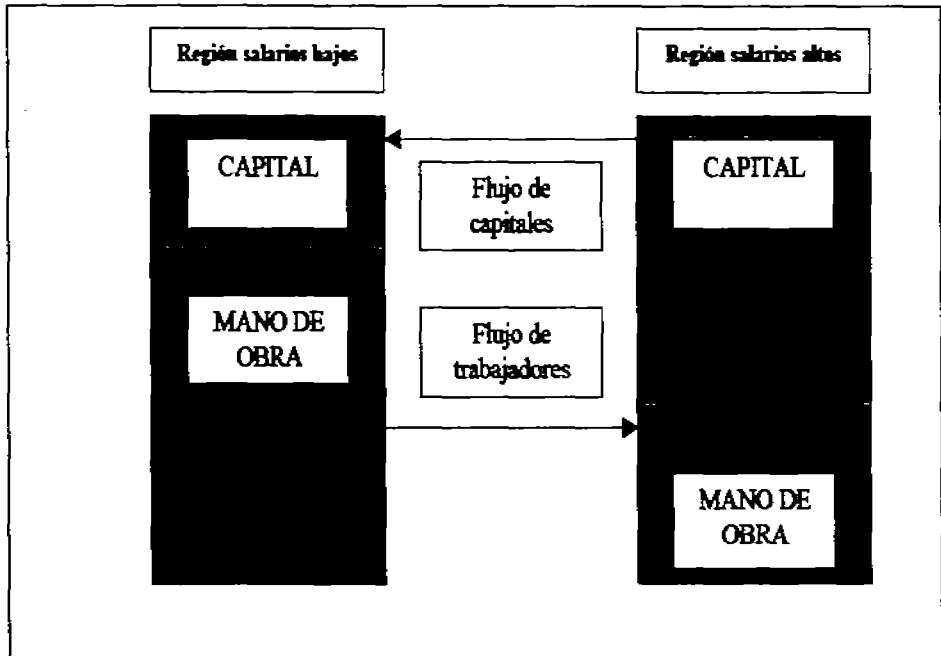 Región salarios bajos
Región salarios altos
CAPITAL
CAPITAL
Flujo de
capitales
MANO DE
OBRA
Flujo de
trabajadores
MANO DE
OBRA